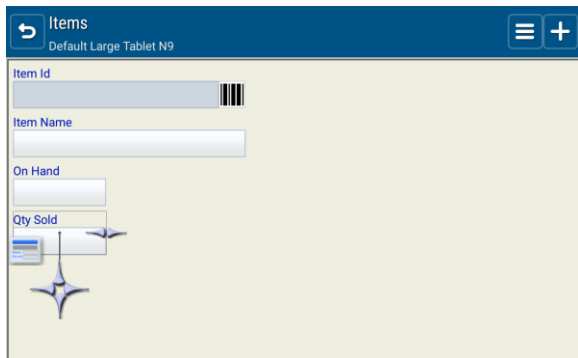 Items
Default Large Tablet N9
Item Id
Item Name
On Hand
Qty Sold